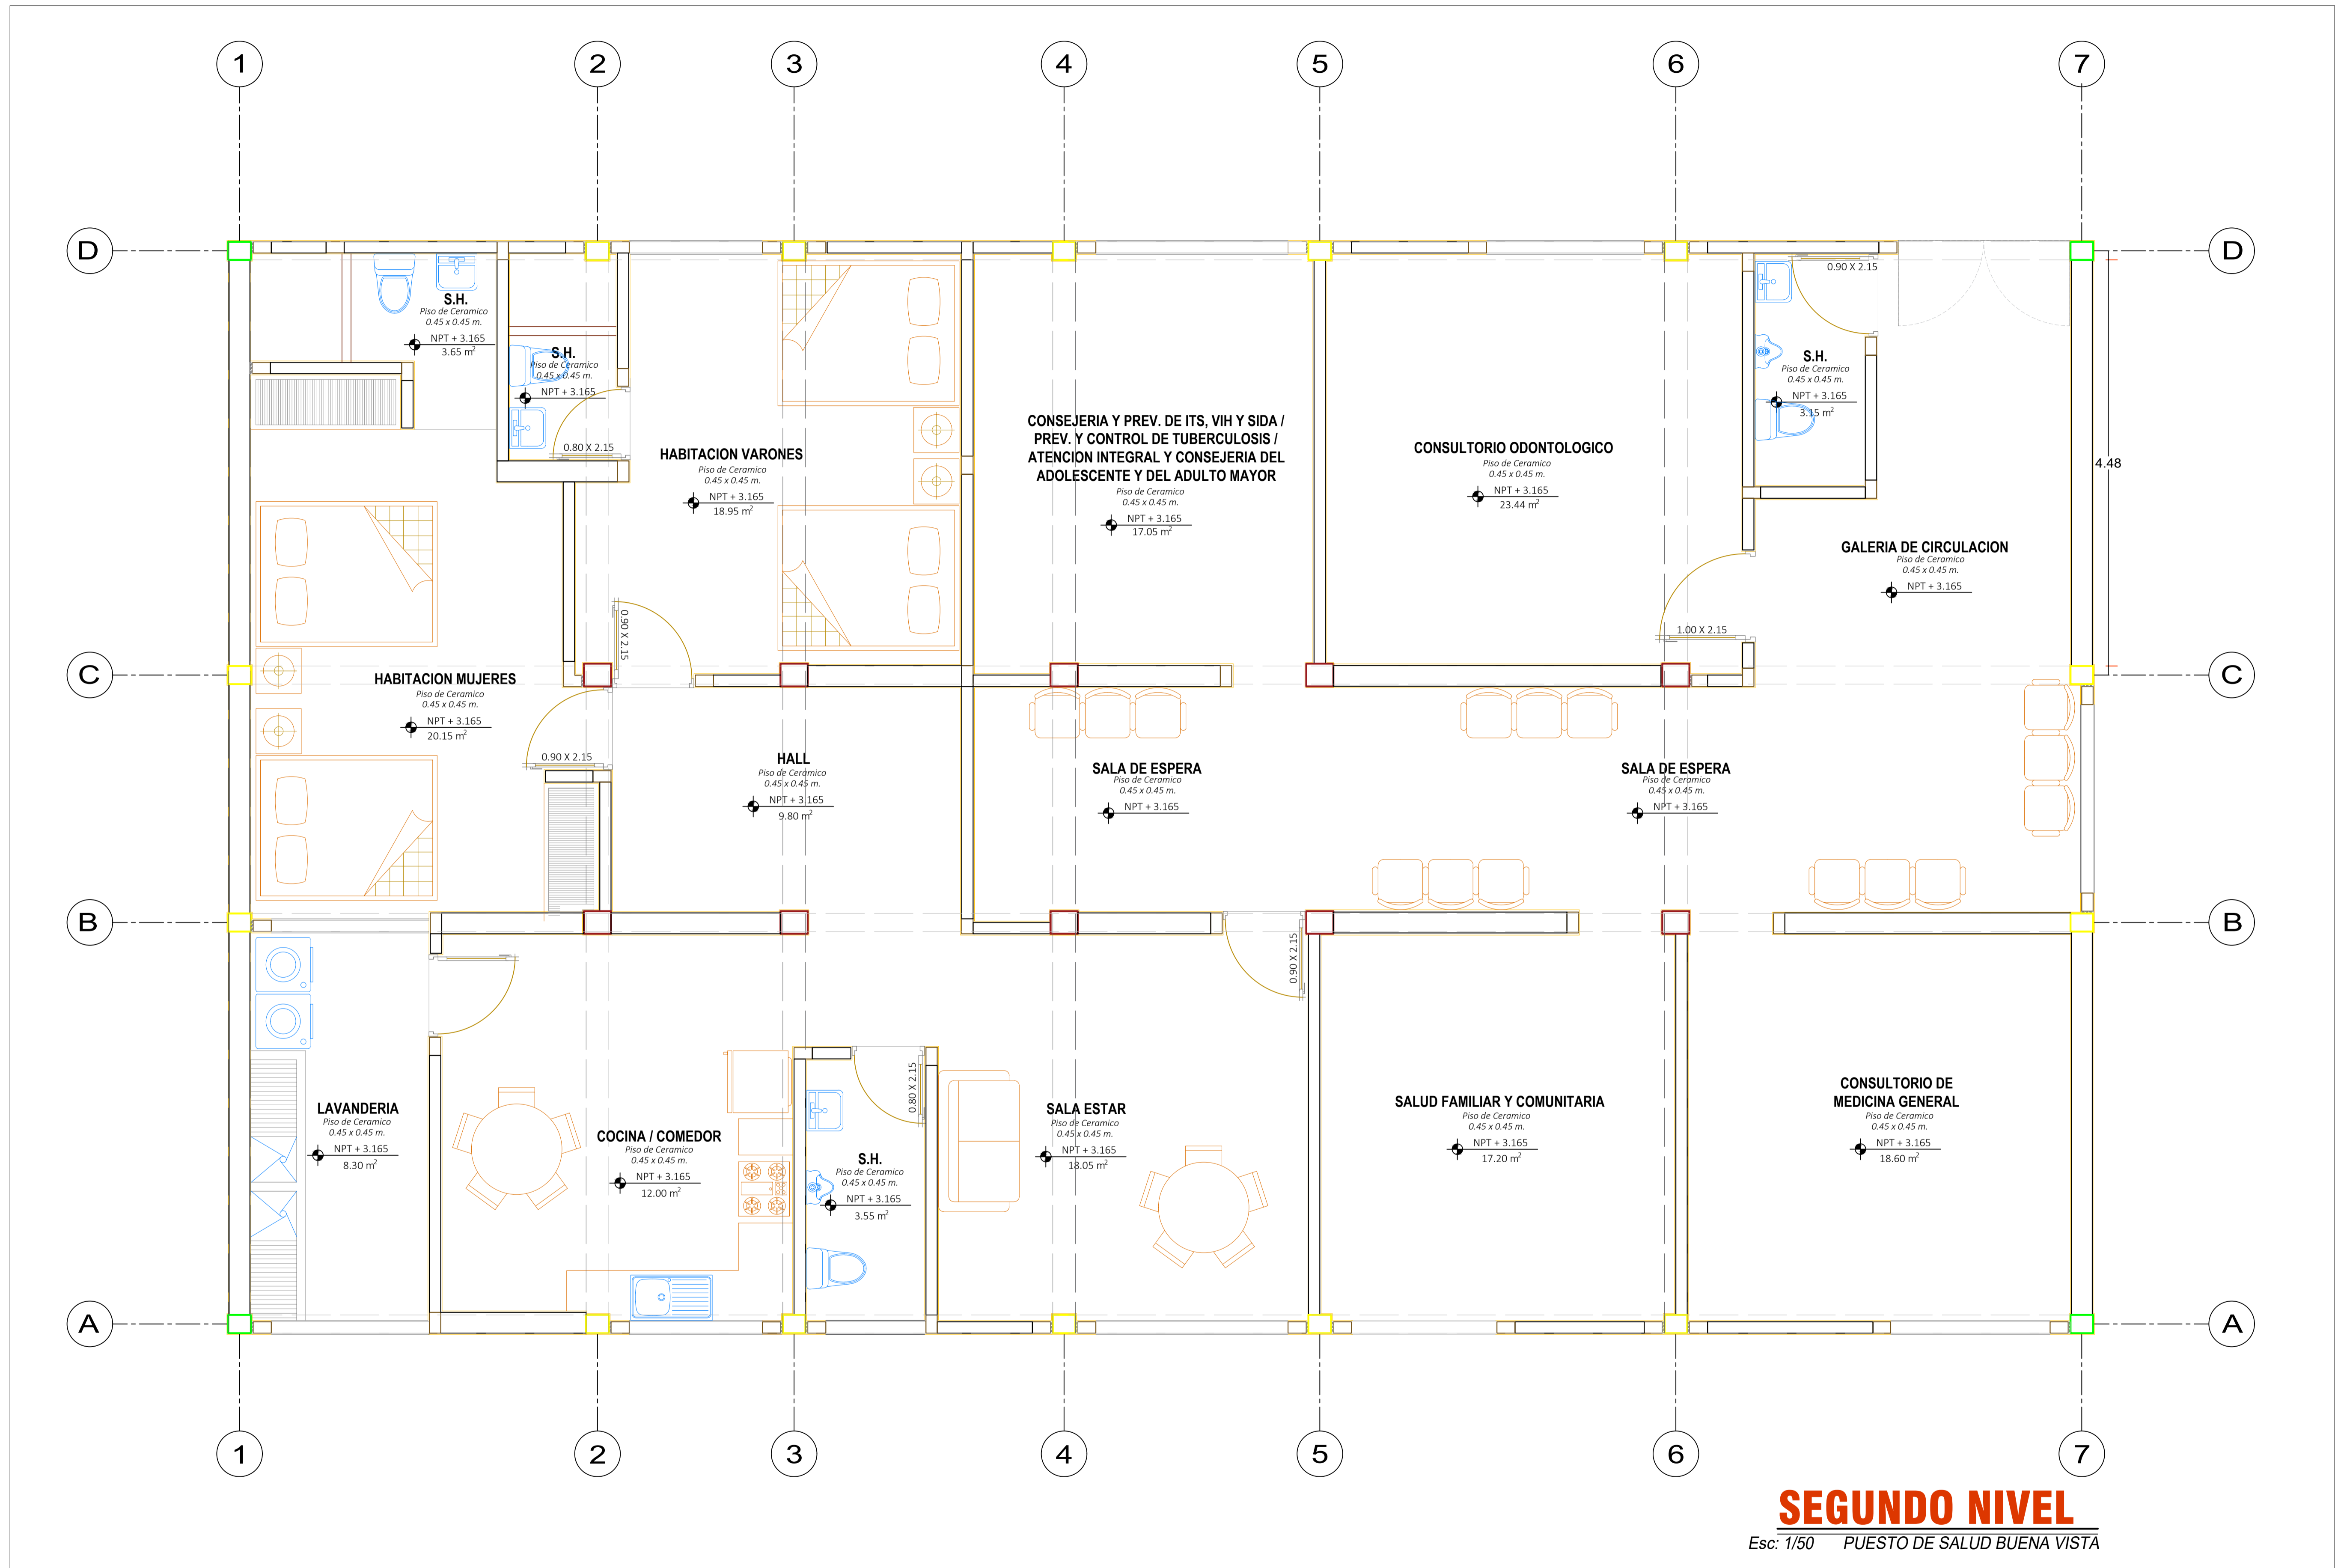 1 2 3 4 5 6 7
D D
0.90 X 2.15
S.H.
Piso de Ceramico
0.45 x 0.45 m.
NPT + 3.165
3.65 m²
S.H.
Piso de Ceramico
0.45 x 0.45 m.
NPT + 3.165
0.80 X 2.15
S.H.
Piso de Ceramico
0.45 x 0.45 m.
NPT + 3.165
3.15 m²
HABITACION VARONES
Piso de Ceramico
0.45 x 0.45 m.
NPT + 3.165
18.95 m²
CONSEJERIA Y PREV. DE ITS, VIH Y SIDA /
PREV. Y CONTROL DE TUBERCULOSIS /
ATENCION INTEGRAL Y CONSEJERIA DEL
ADOLESCENTE Y DEL ADULTO MAYOR
Piso de Ceramico
0.45 x 0.45 m.
NPT + 3.165
17.05 m²
CONSULTORIO ODONTOLOGICO
Piso de Ceramico
0.45 x 0.45 m.
NPT + 3.165
23.44 m²
4.48
GALERIA DE CIRCULACION
Piso de Ceramico
0.45 x 0.45 m.
NPT + 3.165
0.90 X 2.15
1.00 X 2.15
C C
HABITACION MUJERES
Piso de Ceramico
0.45 x 0.45 m.
NPT + 3.165
20.15 m²
0.90 X 2.15
HALL
Piso de Ceramico
0.45 x 0.45 m.
NPT + 3.165
9.80 m²
SALA DE ESPERA
Piso de Ceramico
0.45 x 0.45 m.
NPT + 3.165
SALA DE ESPERA
Piso de Ceramico
0.45 x 0.45 m.
NPT + 3.165
B B
0.90 X 2.15
LAVANDERIA
Piso de Ceramico
0.45 x 0.45 m.
NPT + 3.165
8.30 m²
COCINA / COMEDOR
Piso de Ceramico
0.45 x 0.45 m.
NPT + 3.165
12.00 m²
0.80 X 2.15
S.H.
Piso de Ceramico
0.45 x 0.45 m.
NPT + 3.165
3.55 m²
SALA ESTAR
Piso de Ceramico
0.45 x 0.45 m.
NPT + 3.165
18.05 m²
SALUD FAMILIAR Y COMUNITARIA
Piso de Ceramico
0.45 x 0.45 m.
NPT + 3.165
17.20 m²
CONSULTORIO DE
MEDICINA GENERAL
Piso de Ceramico
0.45 x 0.45 m.
NPT + 3.165
18.60 m²
A A
1 2 3 4 5 6 7
SEGUNDO NIVEL
Esc: 1/50 PUESTO DE SALUD BUENA VISTA